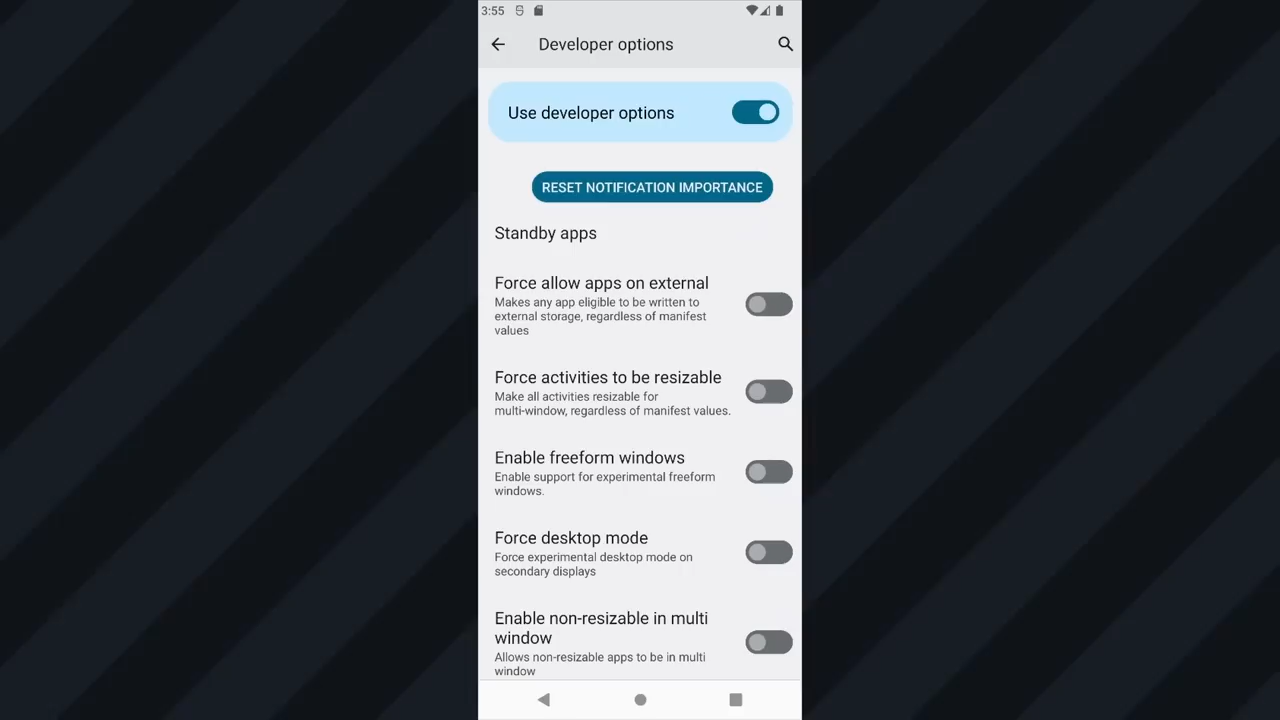 3:55
Developer options
Use developer options
RESET NOTIFICATION IMPORTANCE
Standby apps
Force allow apps on external
Makes any app eligible to be written to
external storage, regardless of manifest
values
Force activities to be resizable
Make all activities resizable for
multi-window, regardless of manifest values.
Enable freeform windows
Enable support for experimental freeform
windows.
Force desktop mode
Force experimental desktop mode on
secondary displays
Enable non-resizable in multi
window
Allows non-resizable apps to be in multi
window